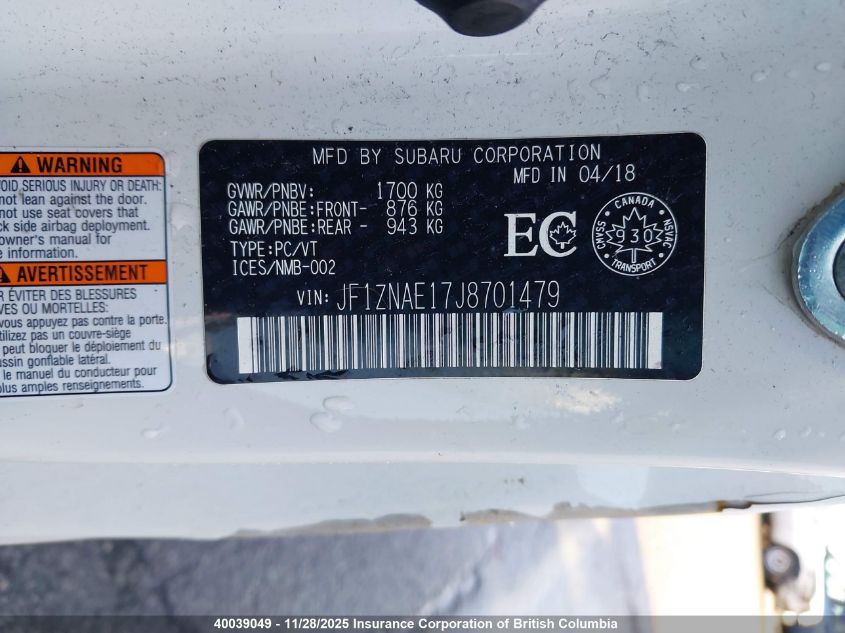 WARNING
SERIOUS INJURY OR DEATH:
not lean against the door.
not use seat covers that
side airbag deployment.
owner's manual for
information.
AVERTISSEMENT
ÉVITER DES BLESSURES
OU MORTELLES:
vous appuyez pas contre la porte.
utilizez pas un couvre-siège
peut bloquer le déploiement du
gonflable latéral.
le manuel du conducteur pour
plus amples renseignements.
MFD BY SUBARU CORPORATION
MFD IN 04/18
GVWR/PNBV: 1700 KG
GAWR/PNBE:FRONT- 876 KG
GAWR/PNBE:REAR - 943 KG
TYPE:PC/VT
ICES/NMB-002
EC
CANADA
SVMAC
930
NSVAC
TRANSPORT
VIN: JF1ZNAE17J8701479
40039049 - 11/28/2025 Insurance Corporation of British Columbia